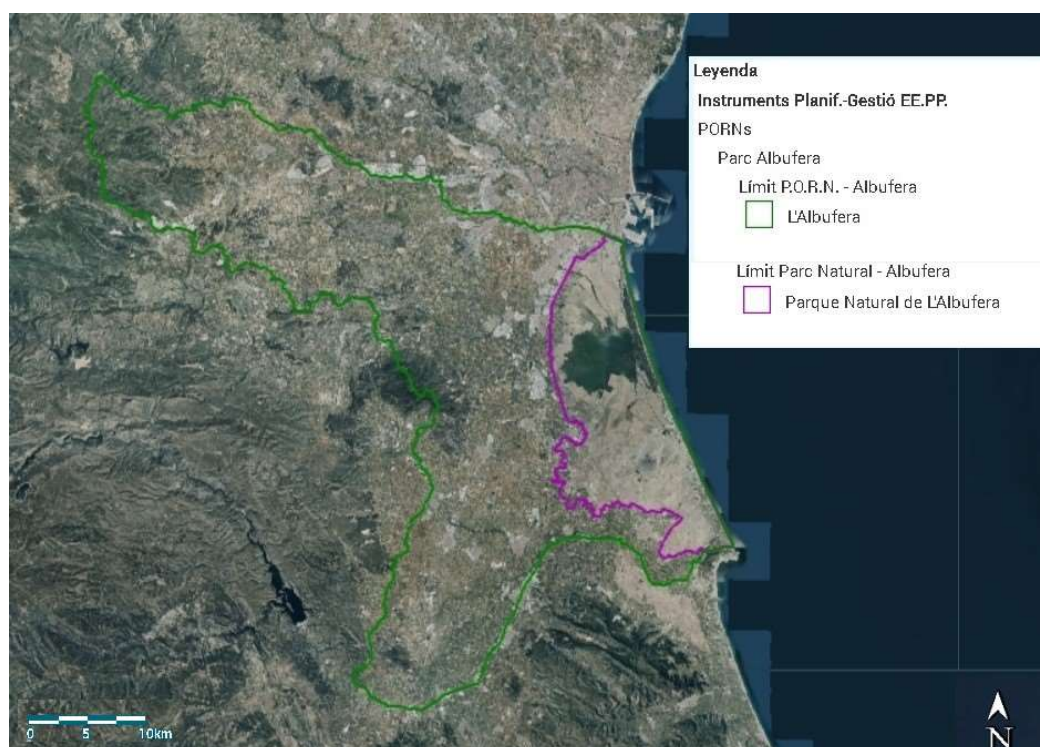 Leyenda
Instruments Planif.-Gestió EE.PP.
PORNs
Parc Albufera
Límit P.O.R.N. - Albufera
L'Albufera
Límit Parc Natural - Albufera
Parque Natural de L'Albufera
0 5 10km
N